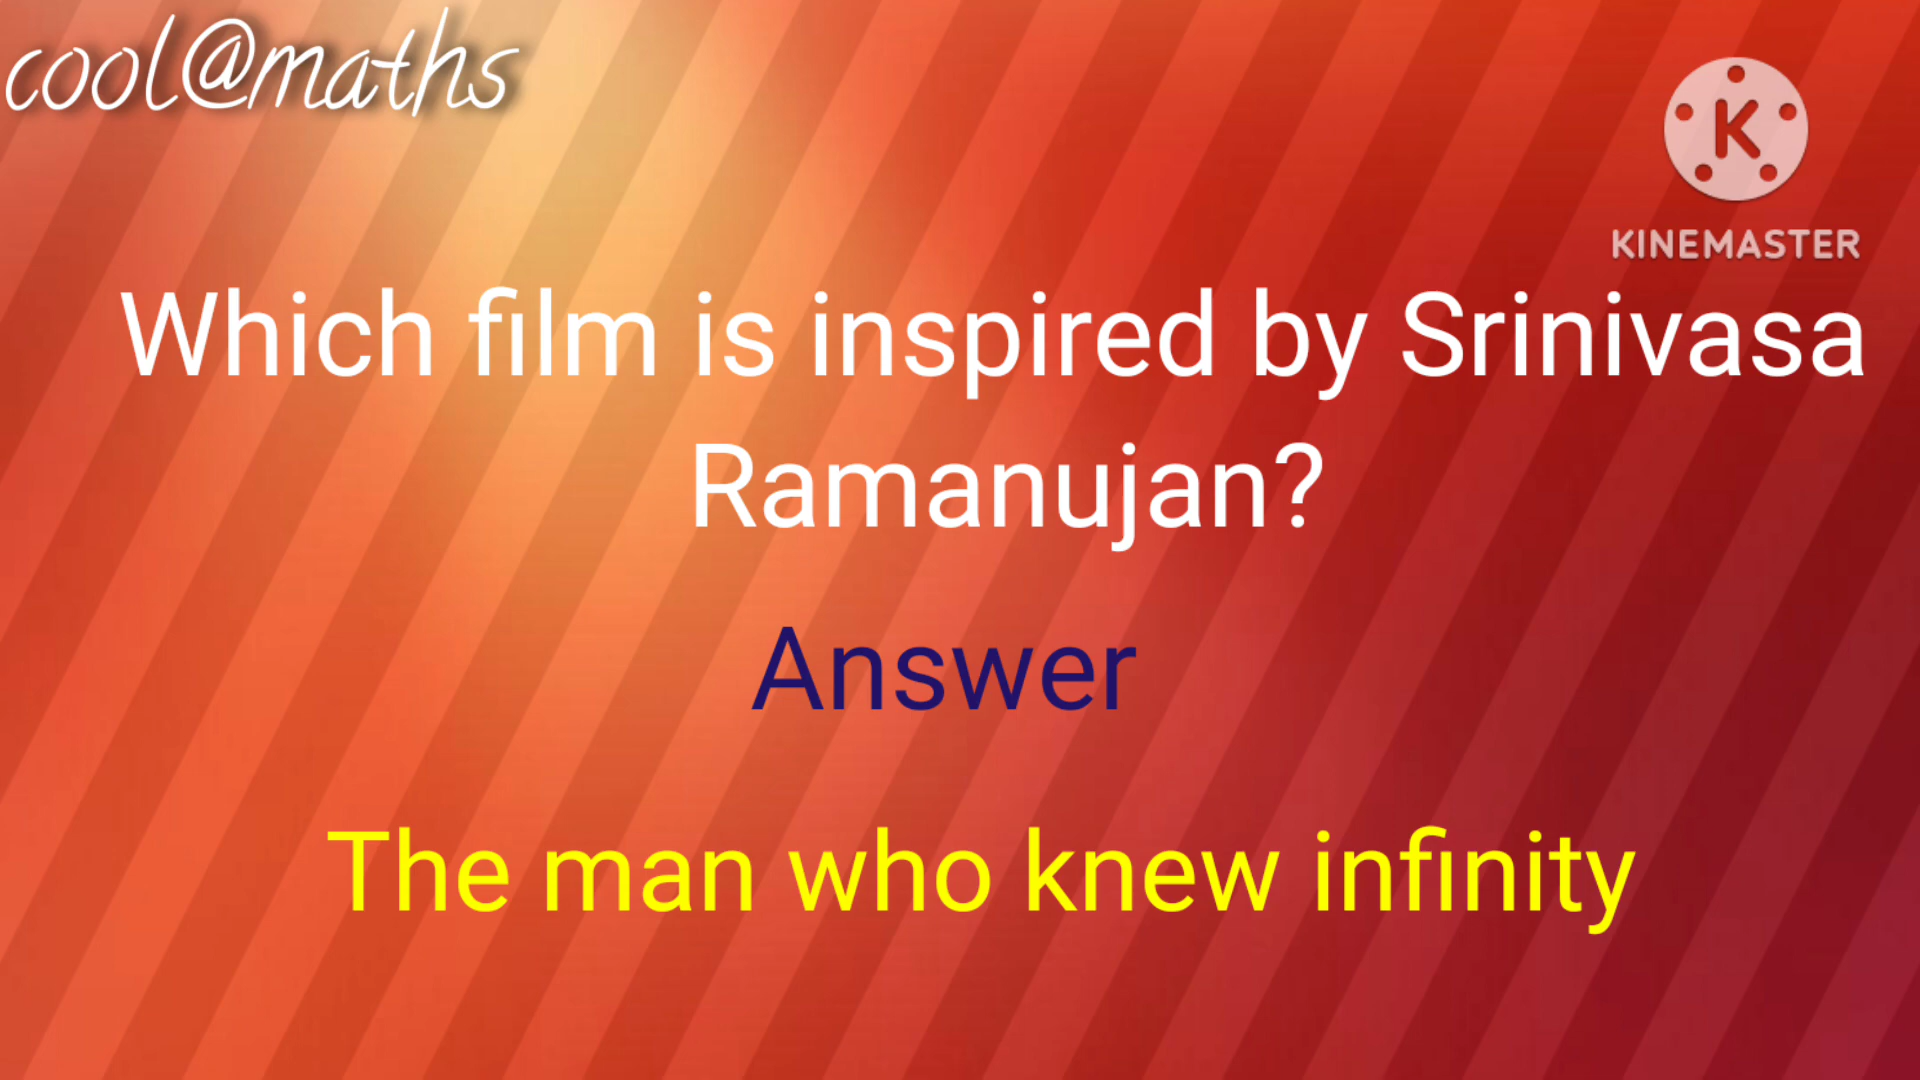 cool@maths
K
KINEMASTER
Which film is inspired by Srinivasa
Ramanujan?
Answer
The man who knew infinity